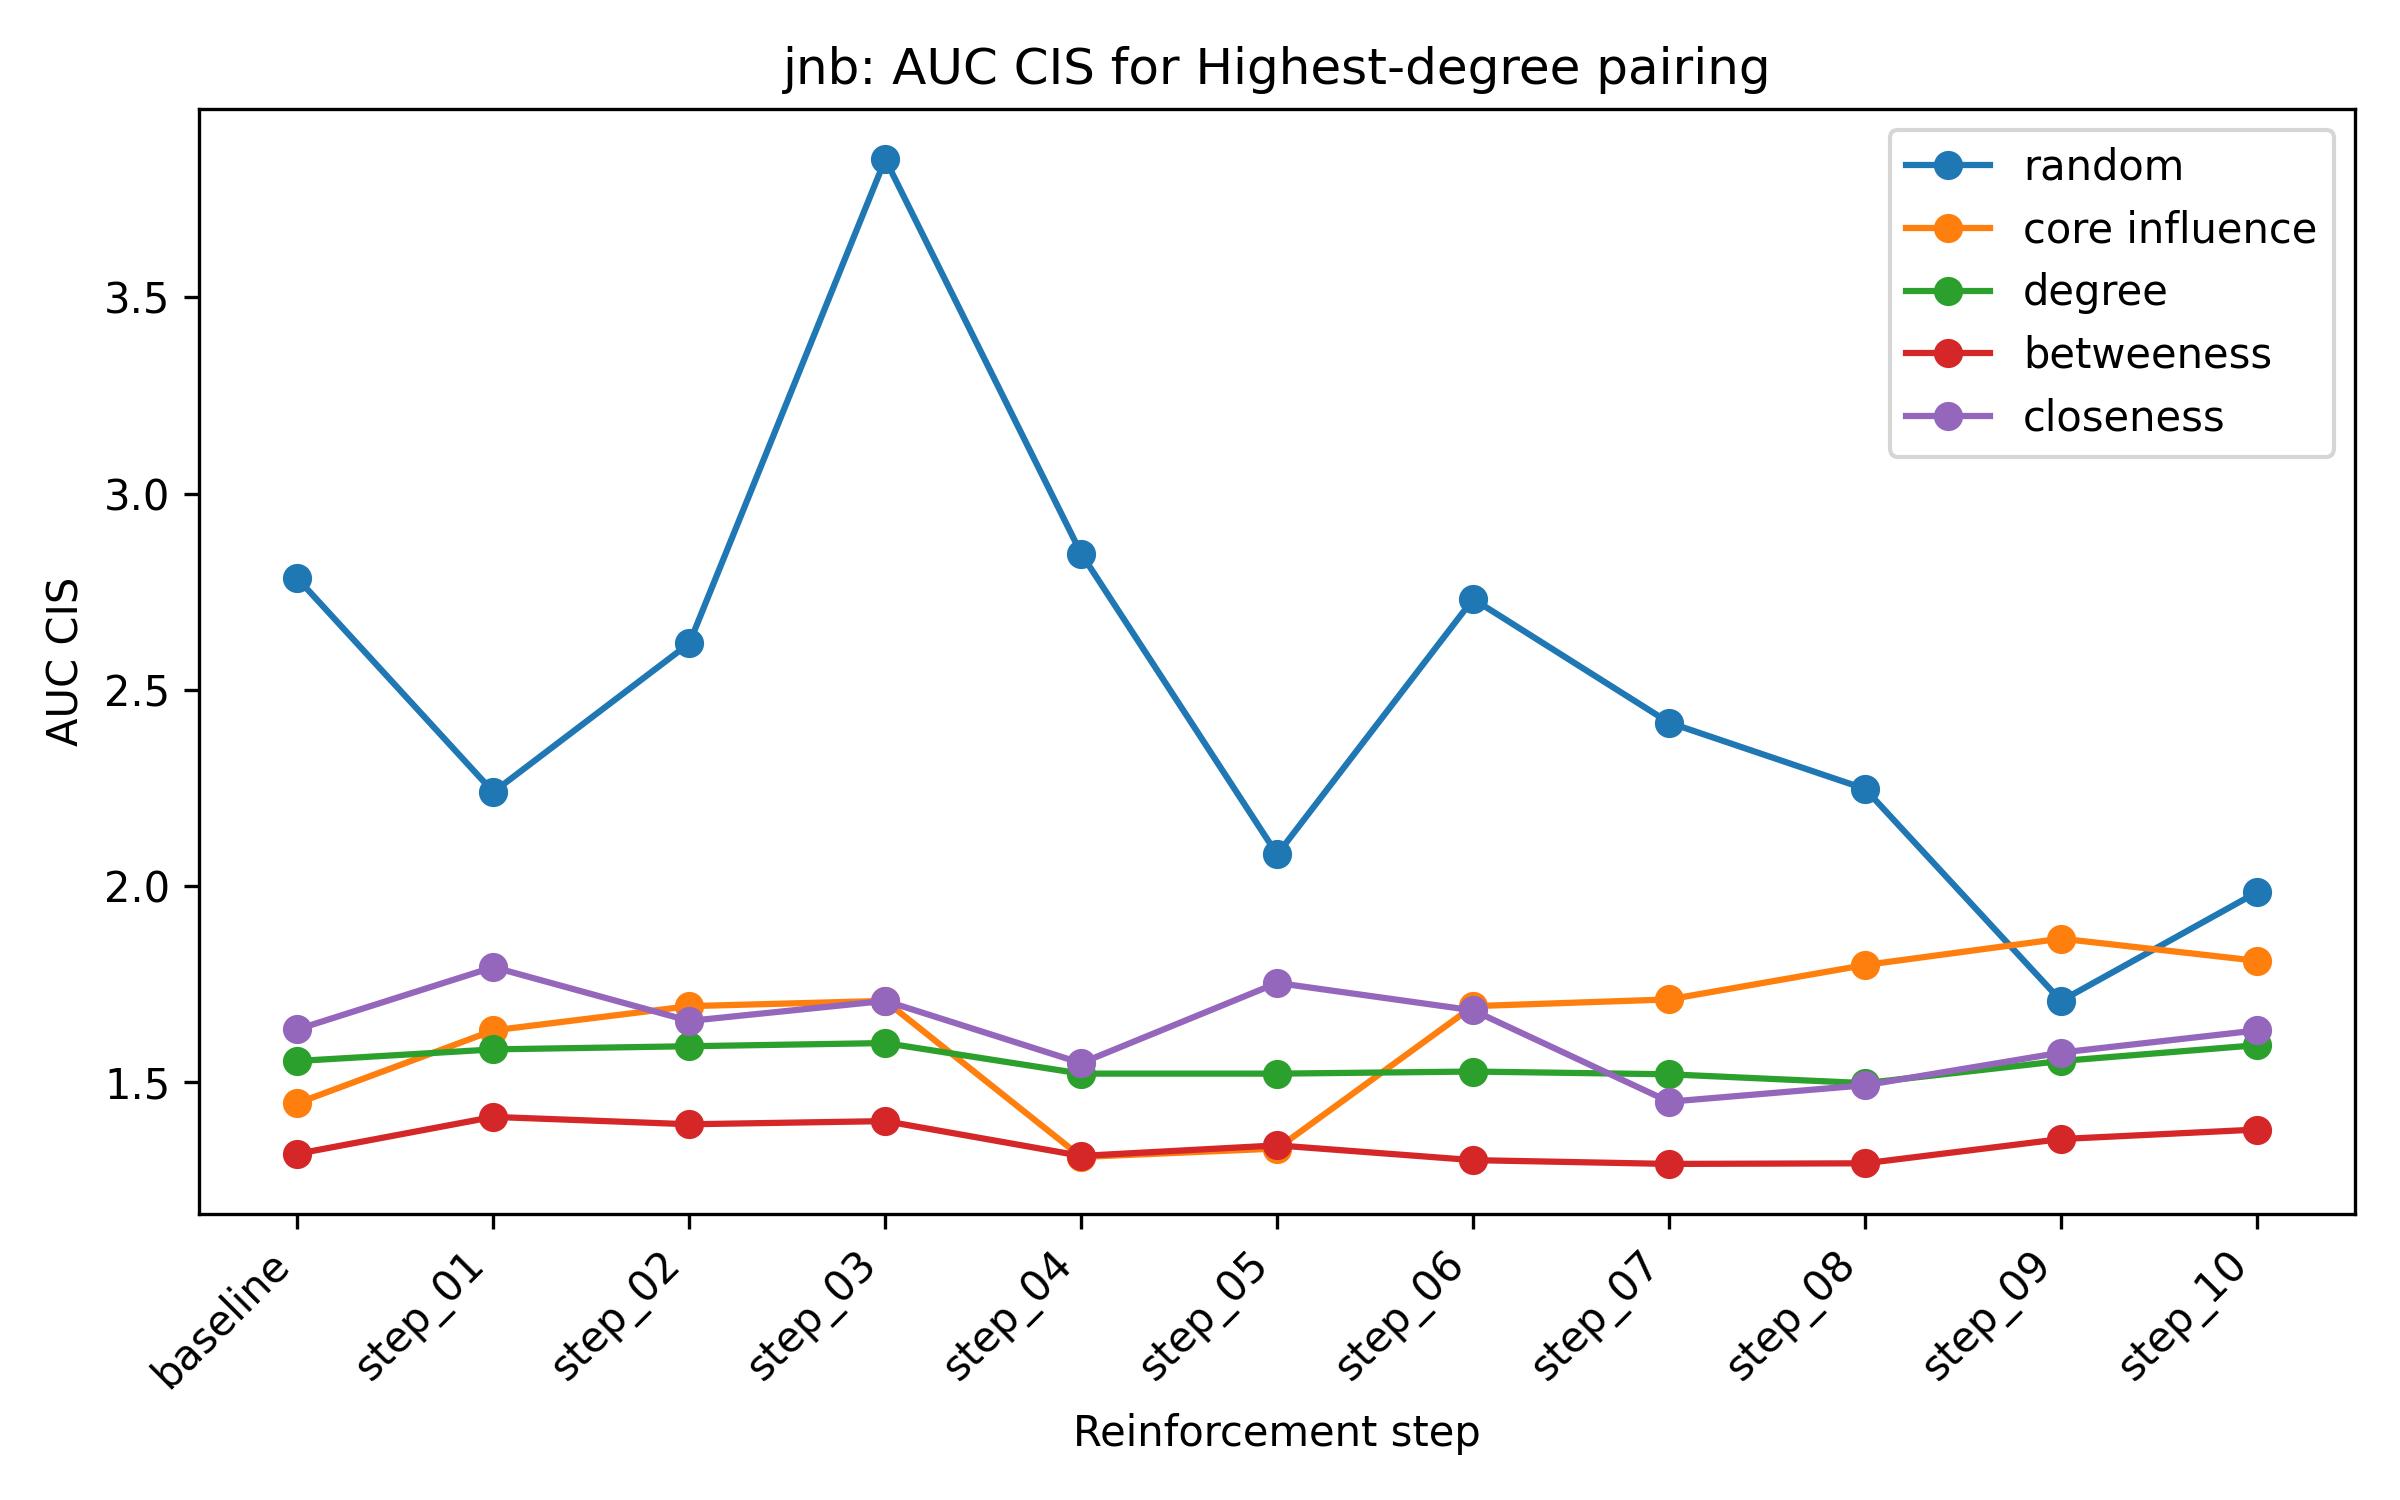 jnb: AUC CIS for Highest-degree pairing
random
core influence
degree
betweeness
closeness
AUC CIS
3.5
3.0
2.5
2.0
1.5
baseline
step_01
step_02
step_03
step_04
step_05
step_06
step_07
step_08
step_09
step_10
Reinforcement step